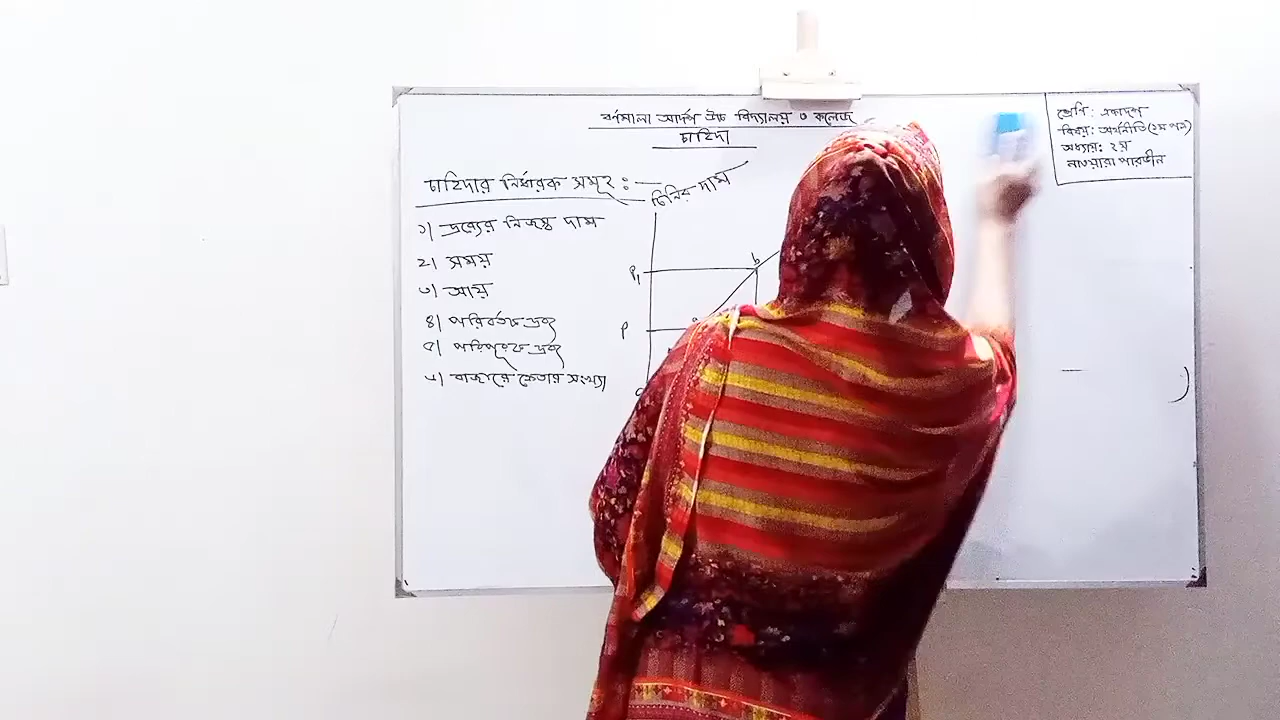 বর্ণমালা আদর্শ উচ্চ বিদ্যালয় ও কলেজ
চাহিদা
শ্রেণি: একাদশ
বিষয়: অর্থনীতি (১ম পত্র)
অধ্যায়: ২য়
পারভীন
চাহিদার নির্ধারক সমূহ:
১) দ্রব্যের নিজস্ব দাম
২) সময়
৩) আয়
৪) পরিবর্তক দ্রব্য
৫) পরিপূরক দ্রব্য
৬) বাজারে ক্রেতার সংখ্যা
চিনির দাম
P₁
b
P